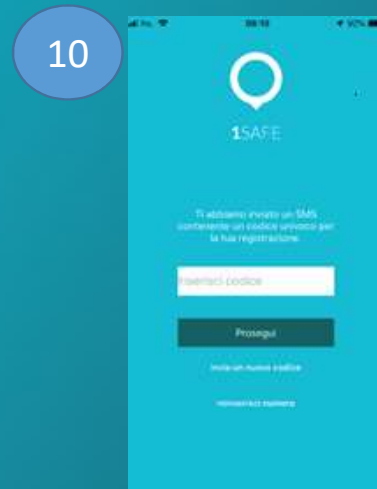 10
1SAFE
Ti abbiamo inviato un SMS
contenente un codice univoco per
la tua registrazione
Inserisci codice
Prosegui
Invia un nuovo codice